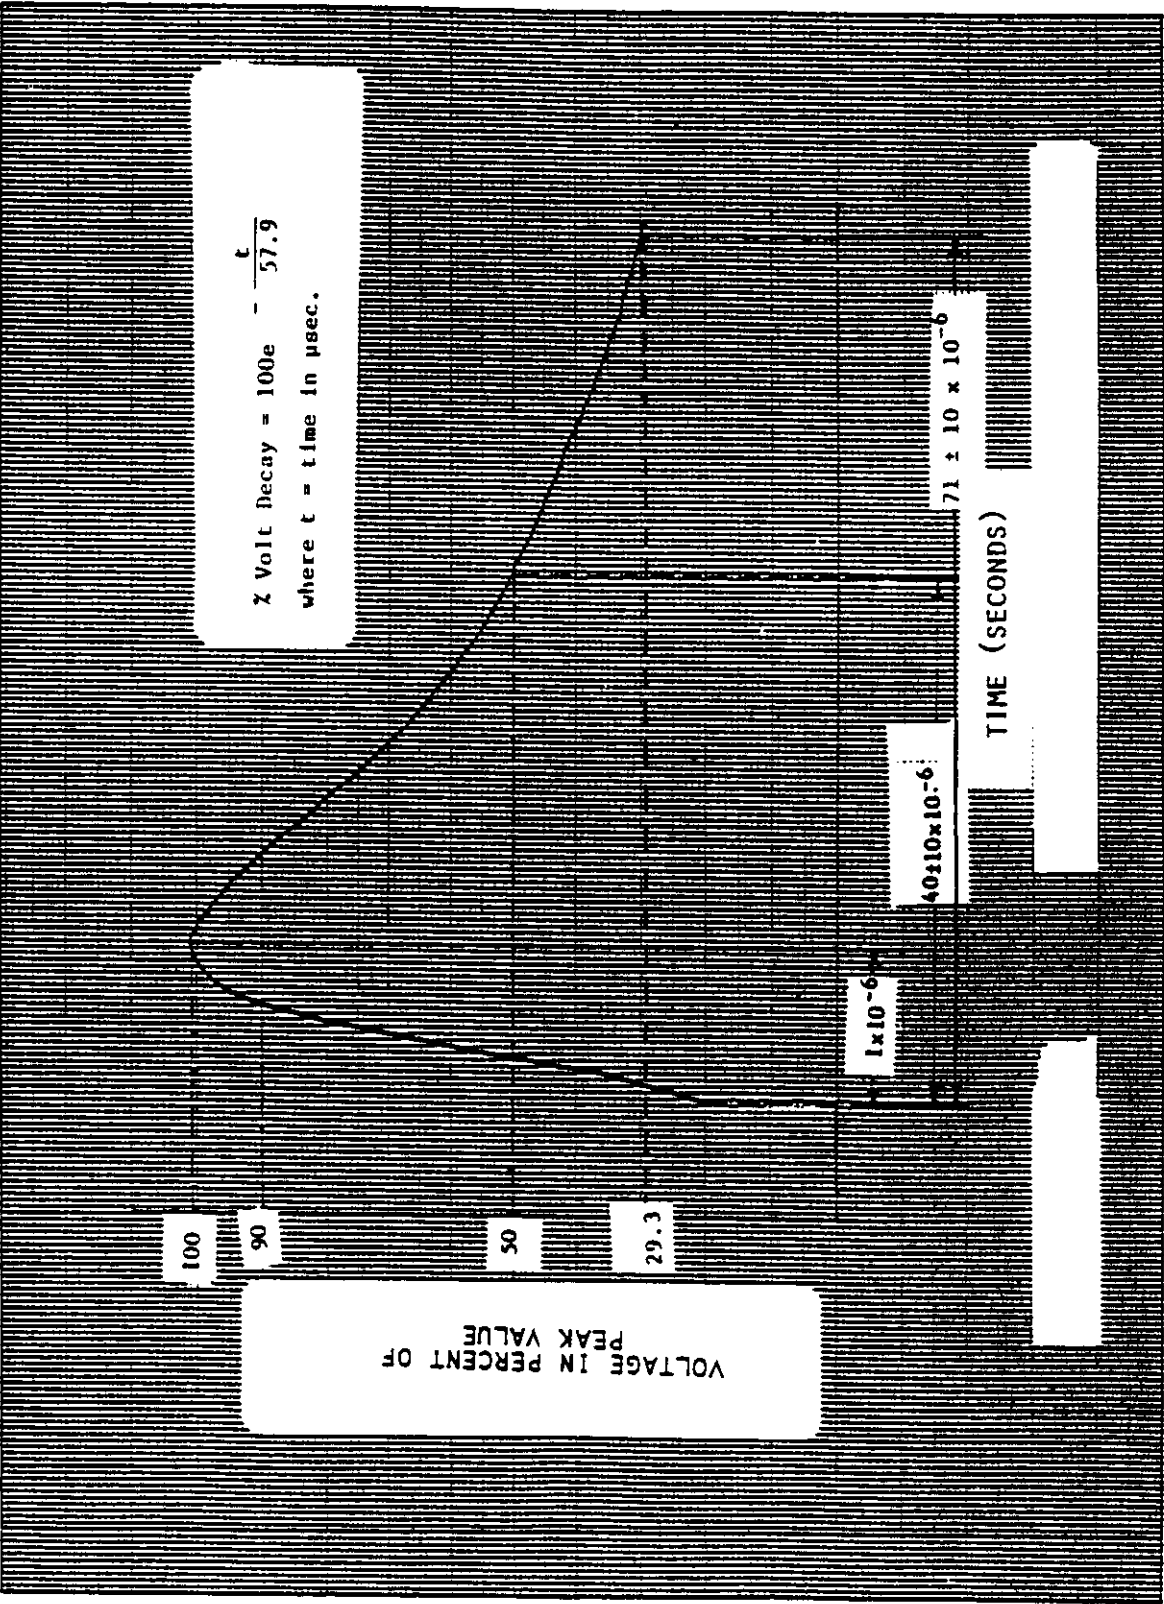 % Volt Decay = 100e - t
57.9
where t = time in µsec.
100
90
50
29.3
VOLTAGE IN PERCENT OF
PEAK VALUE
1x10-6
40±10x10-6
71 ± 10 x 10-6
TIME (SECONDS)